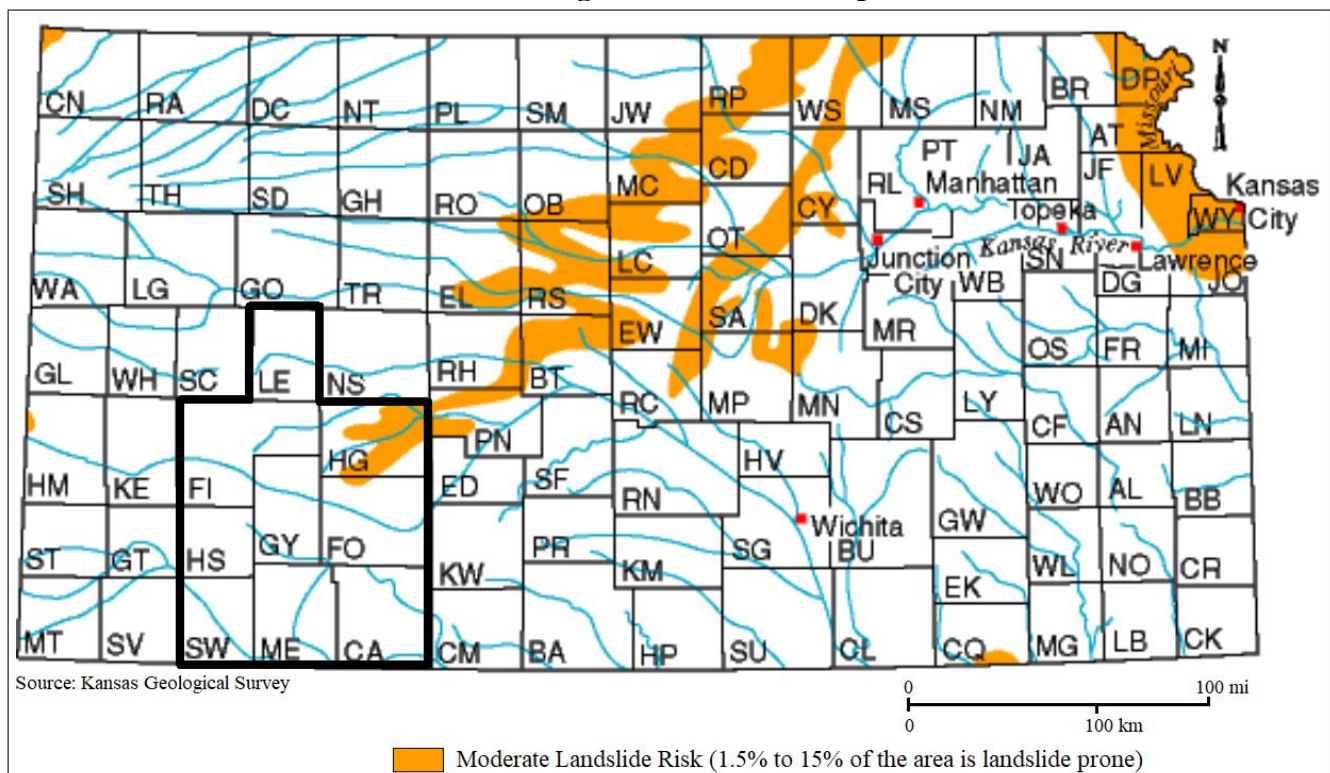 N
CN
RA
DC
NT
PL
SM
JW
RP
WS
MS
NM
BR
DP
Missouri
AT
SH
TH
SD
GH
RO
OB
MC
CD
CY
RL
PT
Manhattan
JA
JF
LV
Kansas
City
WY
WA
LG
GO
TR
EL
RS
LC
OT
Junction
City
Topeka
Kansas River
SN
Lawrence
DG
JO
WB
GL
WH
SC
LE
NS
RH
BT
EW
SA
DK
MR
OS
FR
MI
RC
MP
MN
CS
LY
CF
AN
LN
HM
KE
FI
HG
PN
ED
SF
RN
HV
Wichita
BU
GW
WO
AL
BB
ST
GT
HS
GY
FO
KW
PR
KM
SG
EK
WL
NO
CR
MT
SV
SW
ME
CA
CM
BA
HP
SU
CL
CQ
MG
LB
CK
Source: Kansas Geological Survey
0
100 mi
0
100 km
Moderate Landslide Risk (1.5% to 15% of the area is landslide prone)